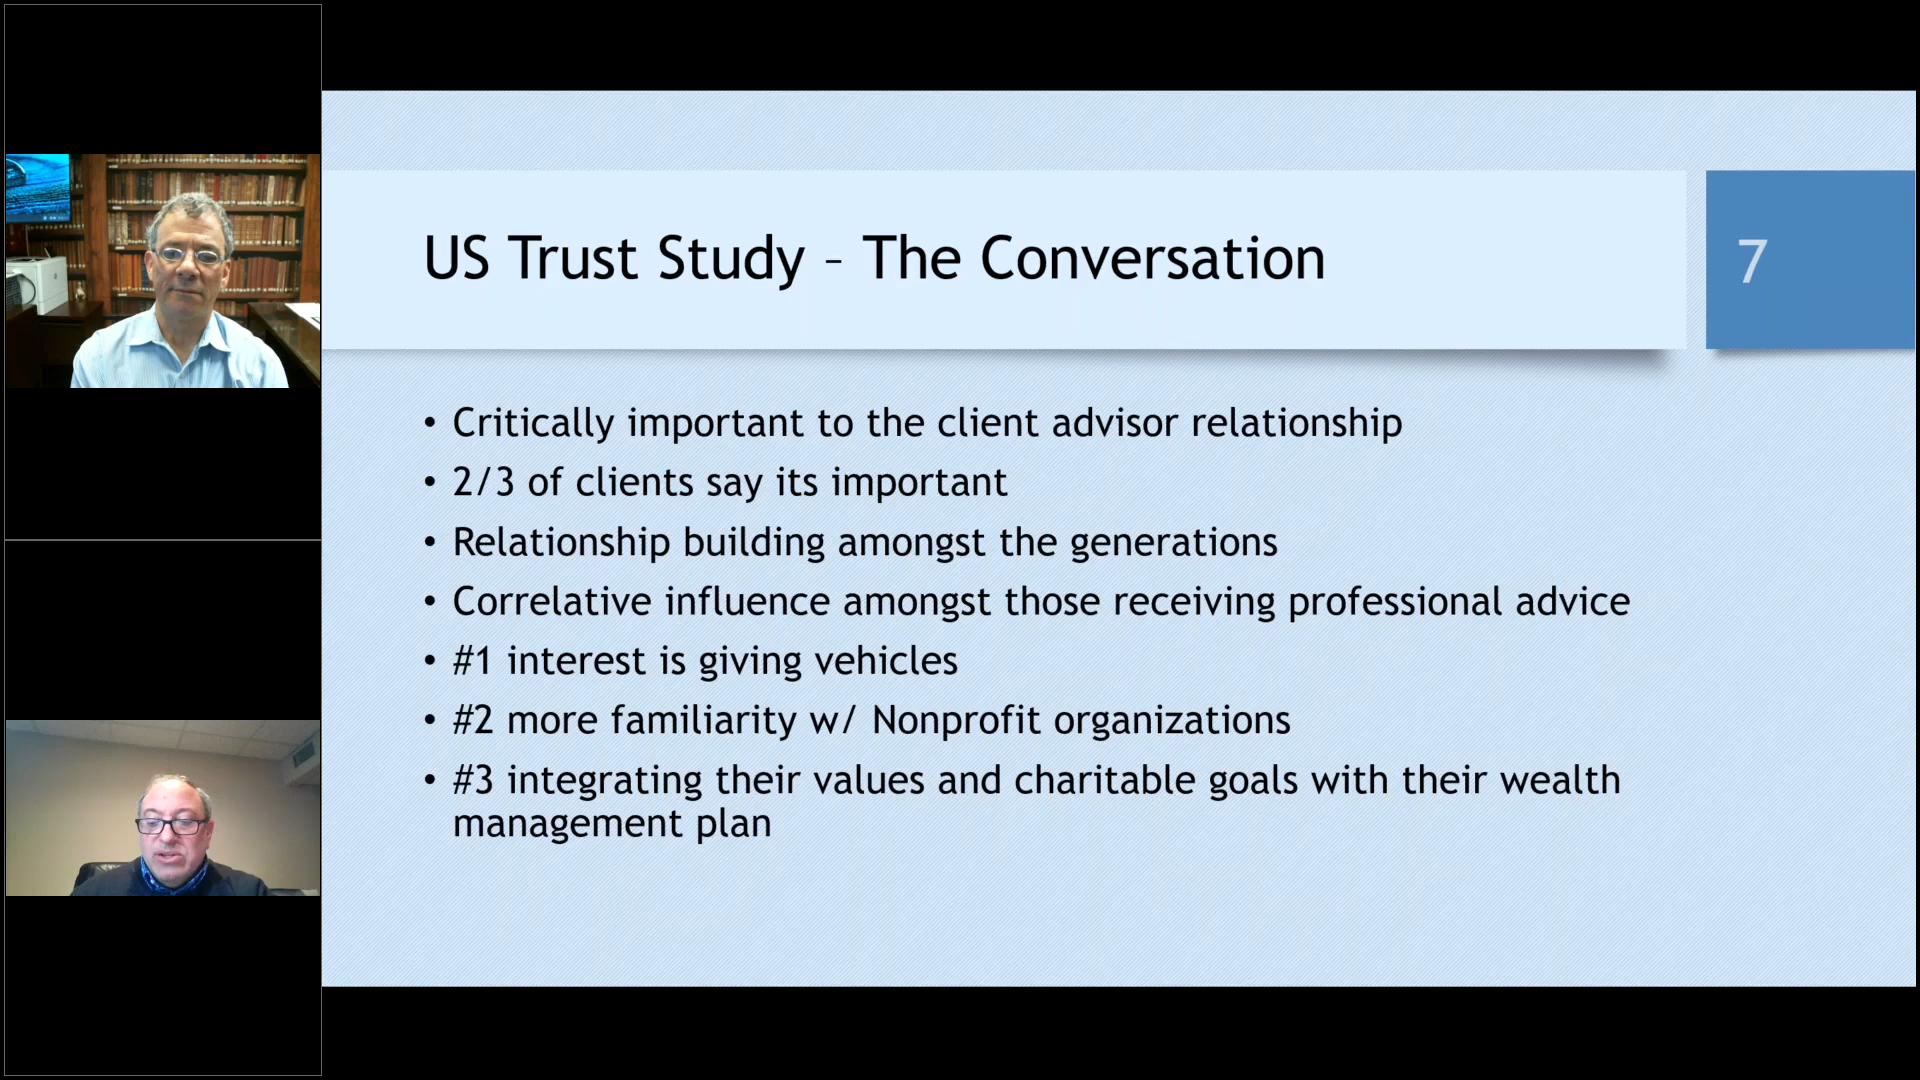 US Trust Study – The Conversation
7
• Critically important to the client advisor relationship
• 2/3 of clients say its important
• Relationship building amongst the generations
• Correlative influence amongst those receiving professional advice
• #1 interest is giving vehicles
• #2 more familiarity w/ Nonprofit organizations
• #3 integrating their values and charitable goals with their wealth
management plan